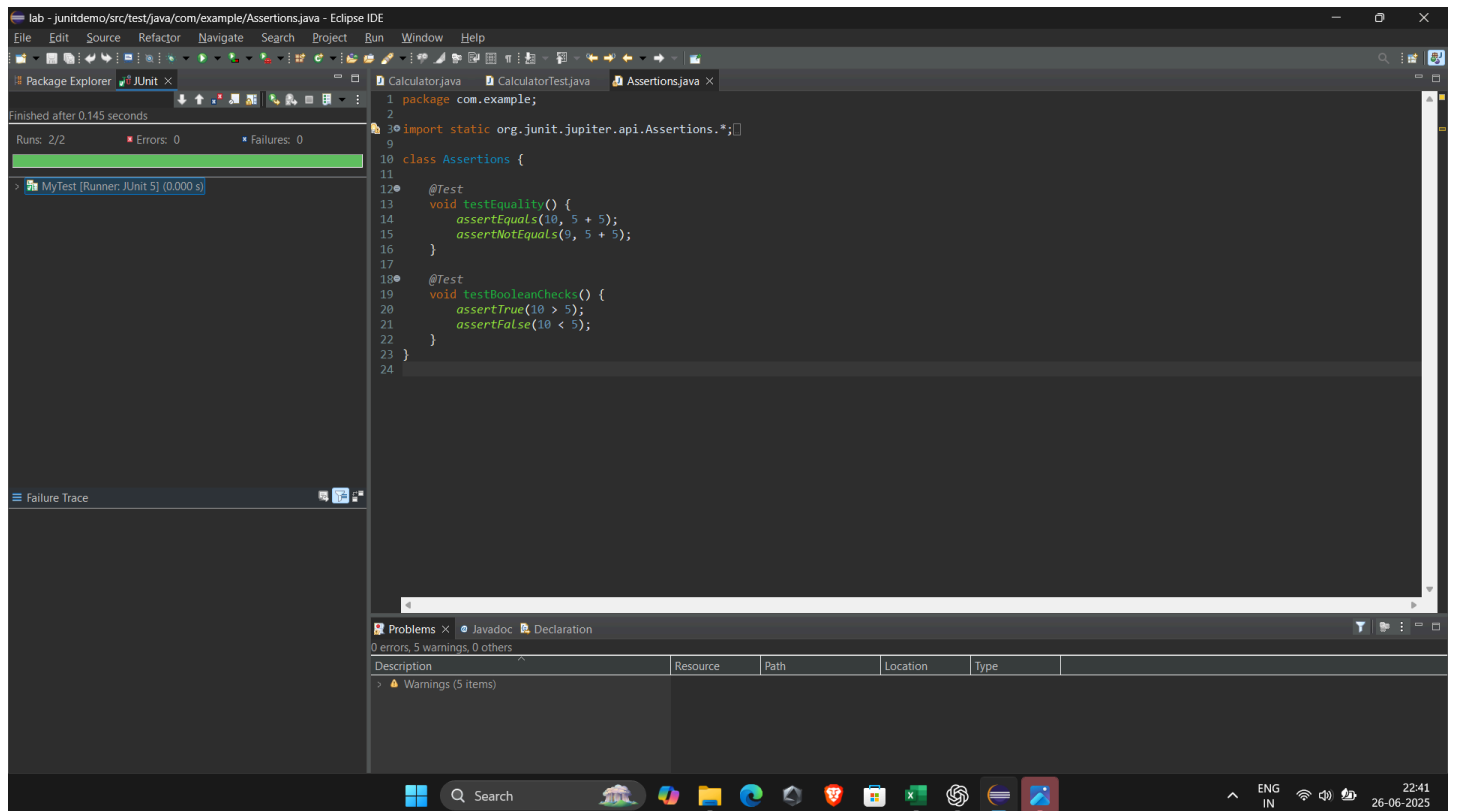 lab - junitdemo/src/test/java/com/example/Assertions.java - Eclipse IDE
File Edit Source Refactor Navigate Search Project Run Window Help
Package Explorer JUnit
Finished after 0.145 seconds
Runs: 2/2 Errors: 0 Failures: 0
MyTest [Runner: JUnit 5] (0.000 s)
Failure Trace
Calculator.java CalculatorTest.java Assertions.java
1 package com.example;
2
3 import static org.junit.jupiter.api.Assertions.*;
9
10 class Assertions {
11
12 @Test
13 void testEquality() {
14 assertEquals(10, 5 + 5);
15 assertNotEquals(9, 5 + 5);
16 }
17
18 @Test
19 void testBooleanChecks() {
20 assertTrue(10 > 5);
21 assertFalse(10 < 5);
22 }
23 }
24
Problems Javadoc Declaration
0 errors, 5 warnings, 0 others
Description Resource Path Location Type
Warnings (5 items)
Search
ENG
IN
22:41
26-06-2025